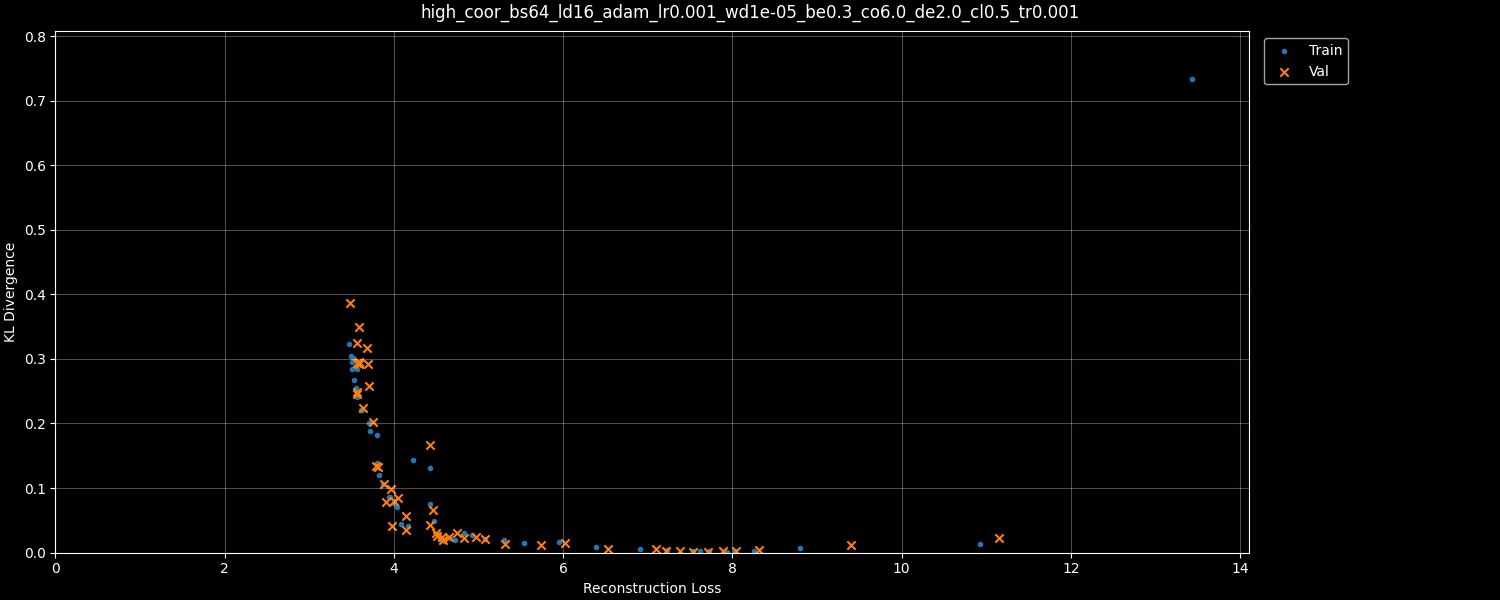 high_coor_bs64_ld16_adam_lr0.001_wd1e-05_be0.3_co6.0_de2.0_cl0.5_tr0.001
Train
Val
KL Divergence
0.8
0.7
0.6
0.5
0.4
0.3
0.2
0.1
0.0
0 2 4 6 8 10 12 14
Reconstruction Loss